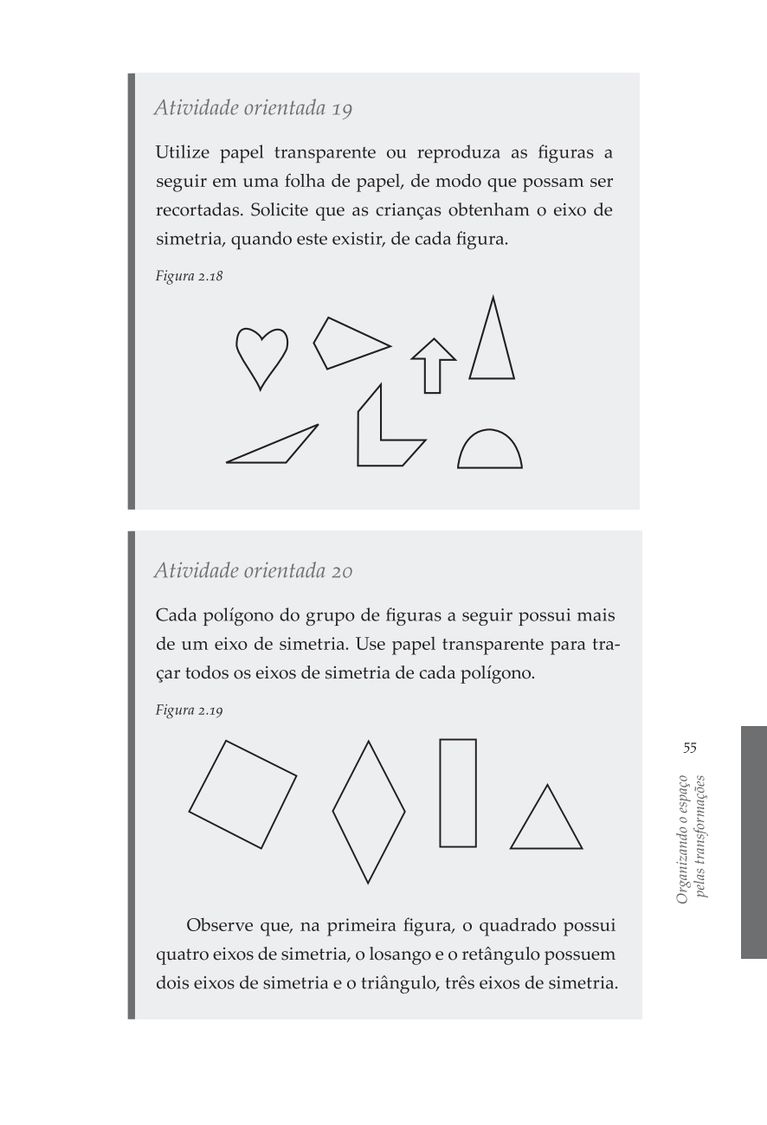 Atividade orientada 19
Utilize papel transparente ou reproduza as figuras a
seguir em uma folha de papel, de modo que possam ser
recortadas. Solicite que as crianças obtenham o eixo de
simetria, quando este existir, de cada figura.
Figura 2.18
Atividade orientada 20
Cada polígono do grupo de figuras a seguir possui mais
de um eixo de simetria. Use papel transparente para tra-
çar todos os eixos de simetria de cada polígono.
Figura 2.19
Observe que, na primeira figura, o quadrado possui
quatro eixos de simetria, o losango e o retângulo possuem
dois eixos de simetria e o triângulo, três eixos de simetria.
55
Organizando o espaço
pelas transformações